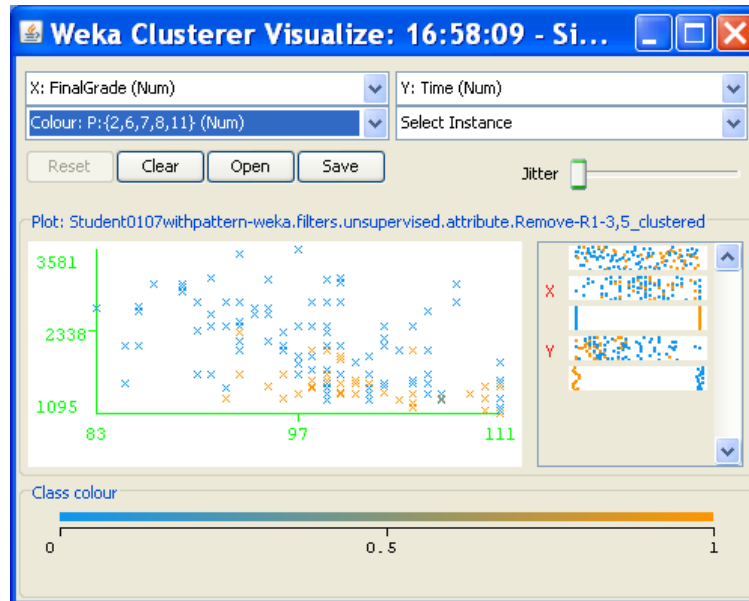 Weka Clusterer Visualize: 16:58:09 - Si...
X: FinalGrade (Num)
Y: Time (Num)
Colour: P:{2,6,7,8,11} (Num)
Select Instance
Reset
Clear
Open
Save
Jitter
Plot: Student0107withpattern-weka.filters.unsupervised.attribute.Remove-R1-3,5_clustered
3581
2338
1095
83
97
111
X
Y
Class colour
0
0.5
1